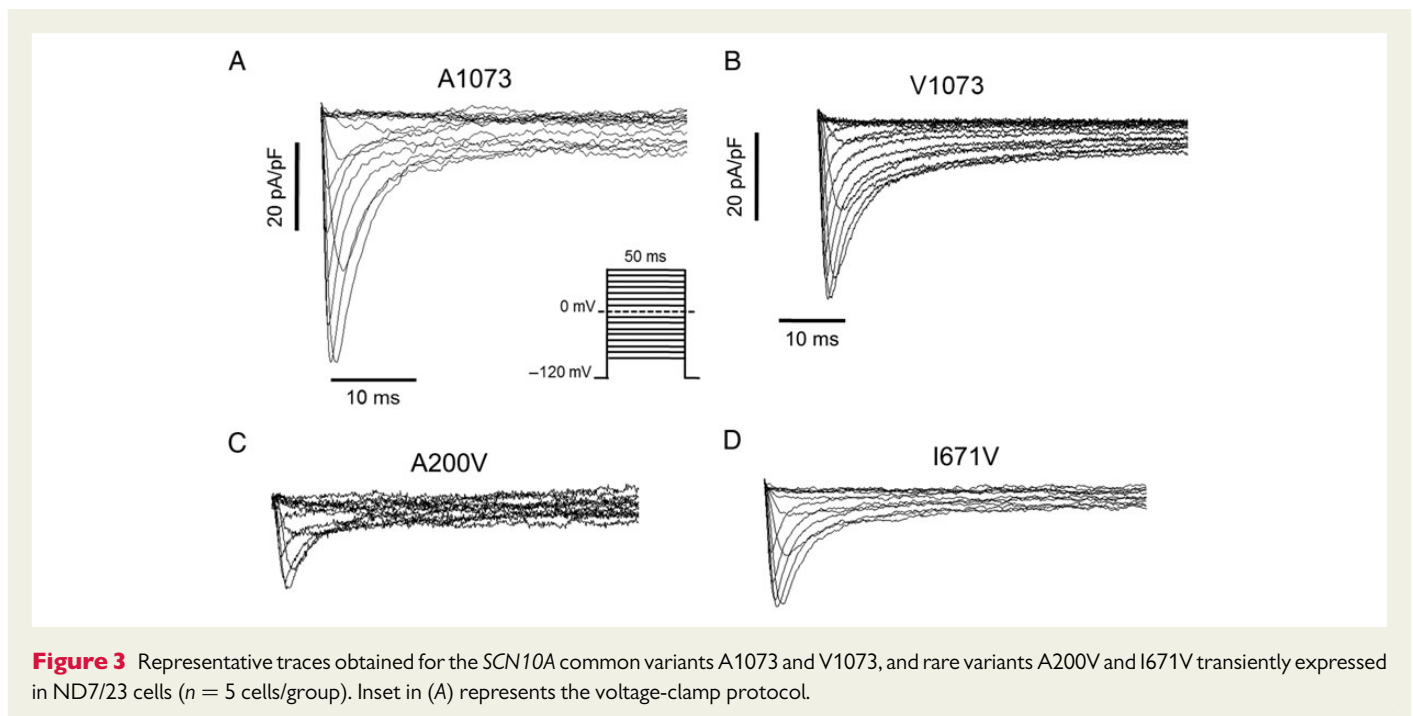 A
A1073
20 pA/pF
10 ms
50 ms
0 mV
–120 mV
B
V1073
20 pA/pF
10 ms
C
A200V
D
I671V
Figure 3 Representative traces obtained for the SCN10A common variants A1073 and V1073, and rare variants A200V and I671V transiently expressed
in ND7/23 cells (n = 5 cells/group). Inset in (A) represents the voltage-clamp protocol.